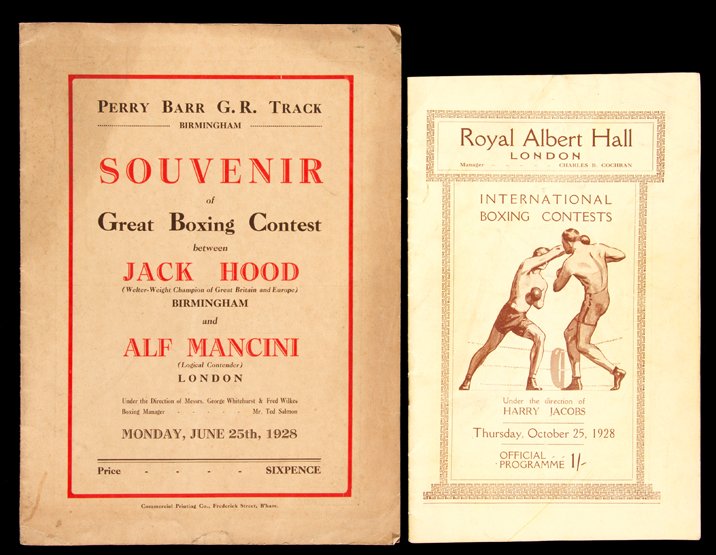 PERRY BARR G.R. TRACK
BIRMINGHAM
SOUVENIR
of
Great Boxing Contest
between
JACK HOOD
(Welter-Weight Champion of Great Britain and Europe)
BIRMINGHAM
and
ALF MANCINI
(Logical Contender)
LONDON
Under the Direction of Messrs. George Whitehurst & Fred Wilkes
Boxing Manager - - - - Mr. Ted Salmon
MONDAY, JUNE 25th, 1928
Price - - - - SIXPENCE
Commercial Printing Co., Frederick Street, B'ham.
Royal Albert Hall
LONDON
Manager - - - - - CHARLES B. COCHRAN
INTERNATIONAL
BOXING CONTESTS
Under the direction of
HARRY JACOBS
Thursday, October 25, 1928
OFFICIAL - -
PROGRAMME 1/-